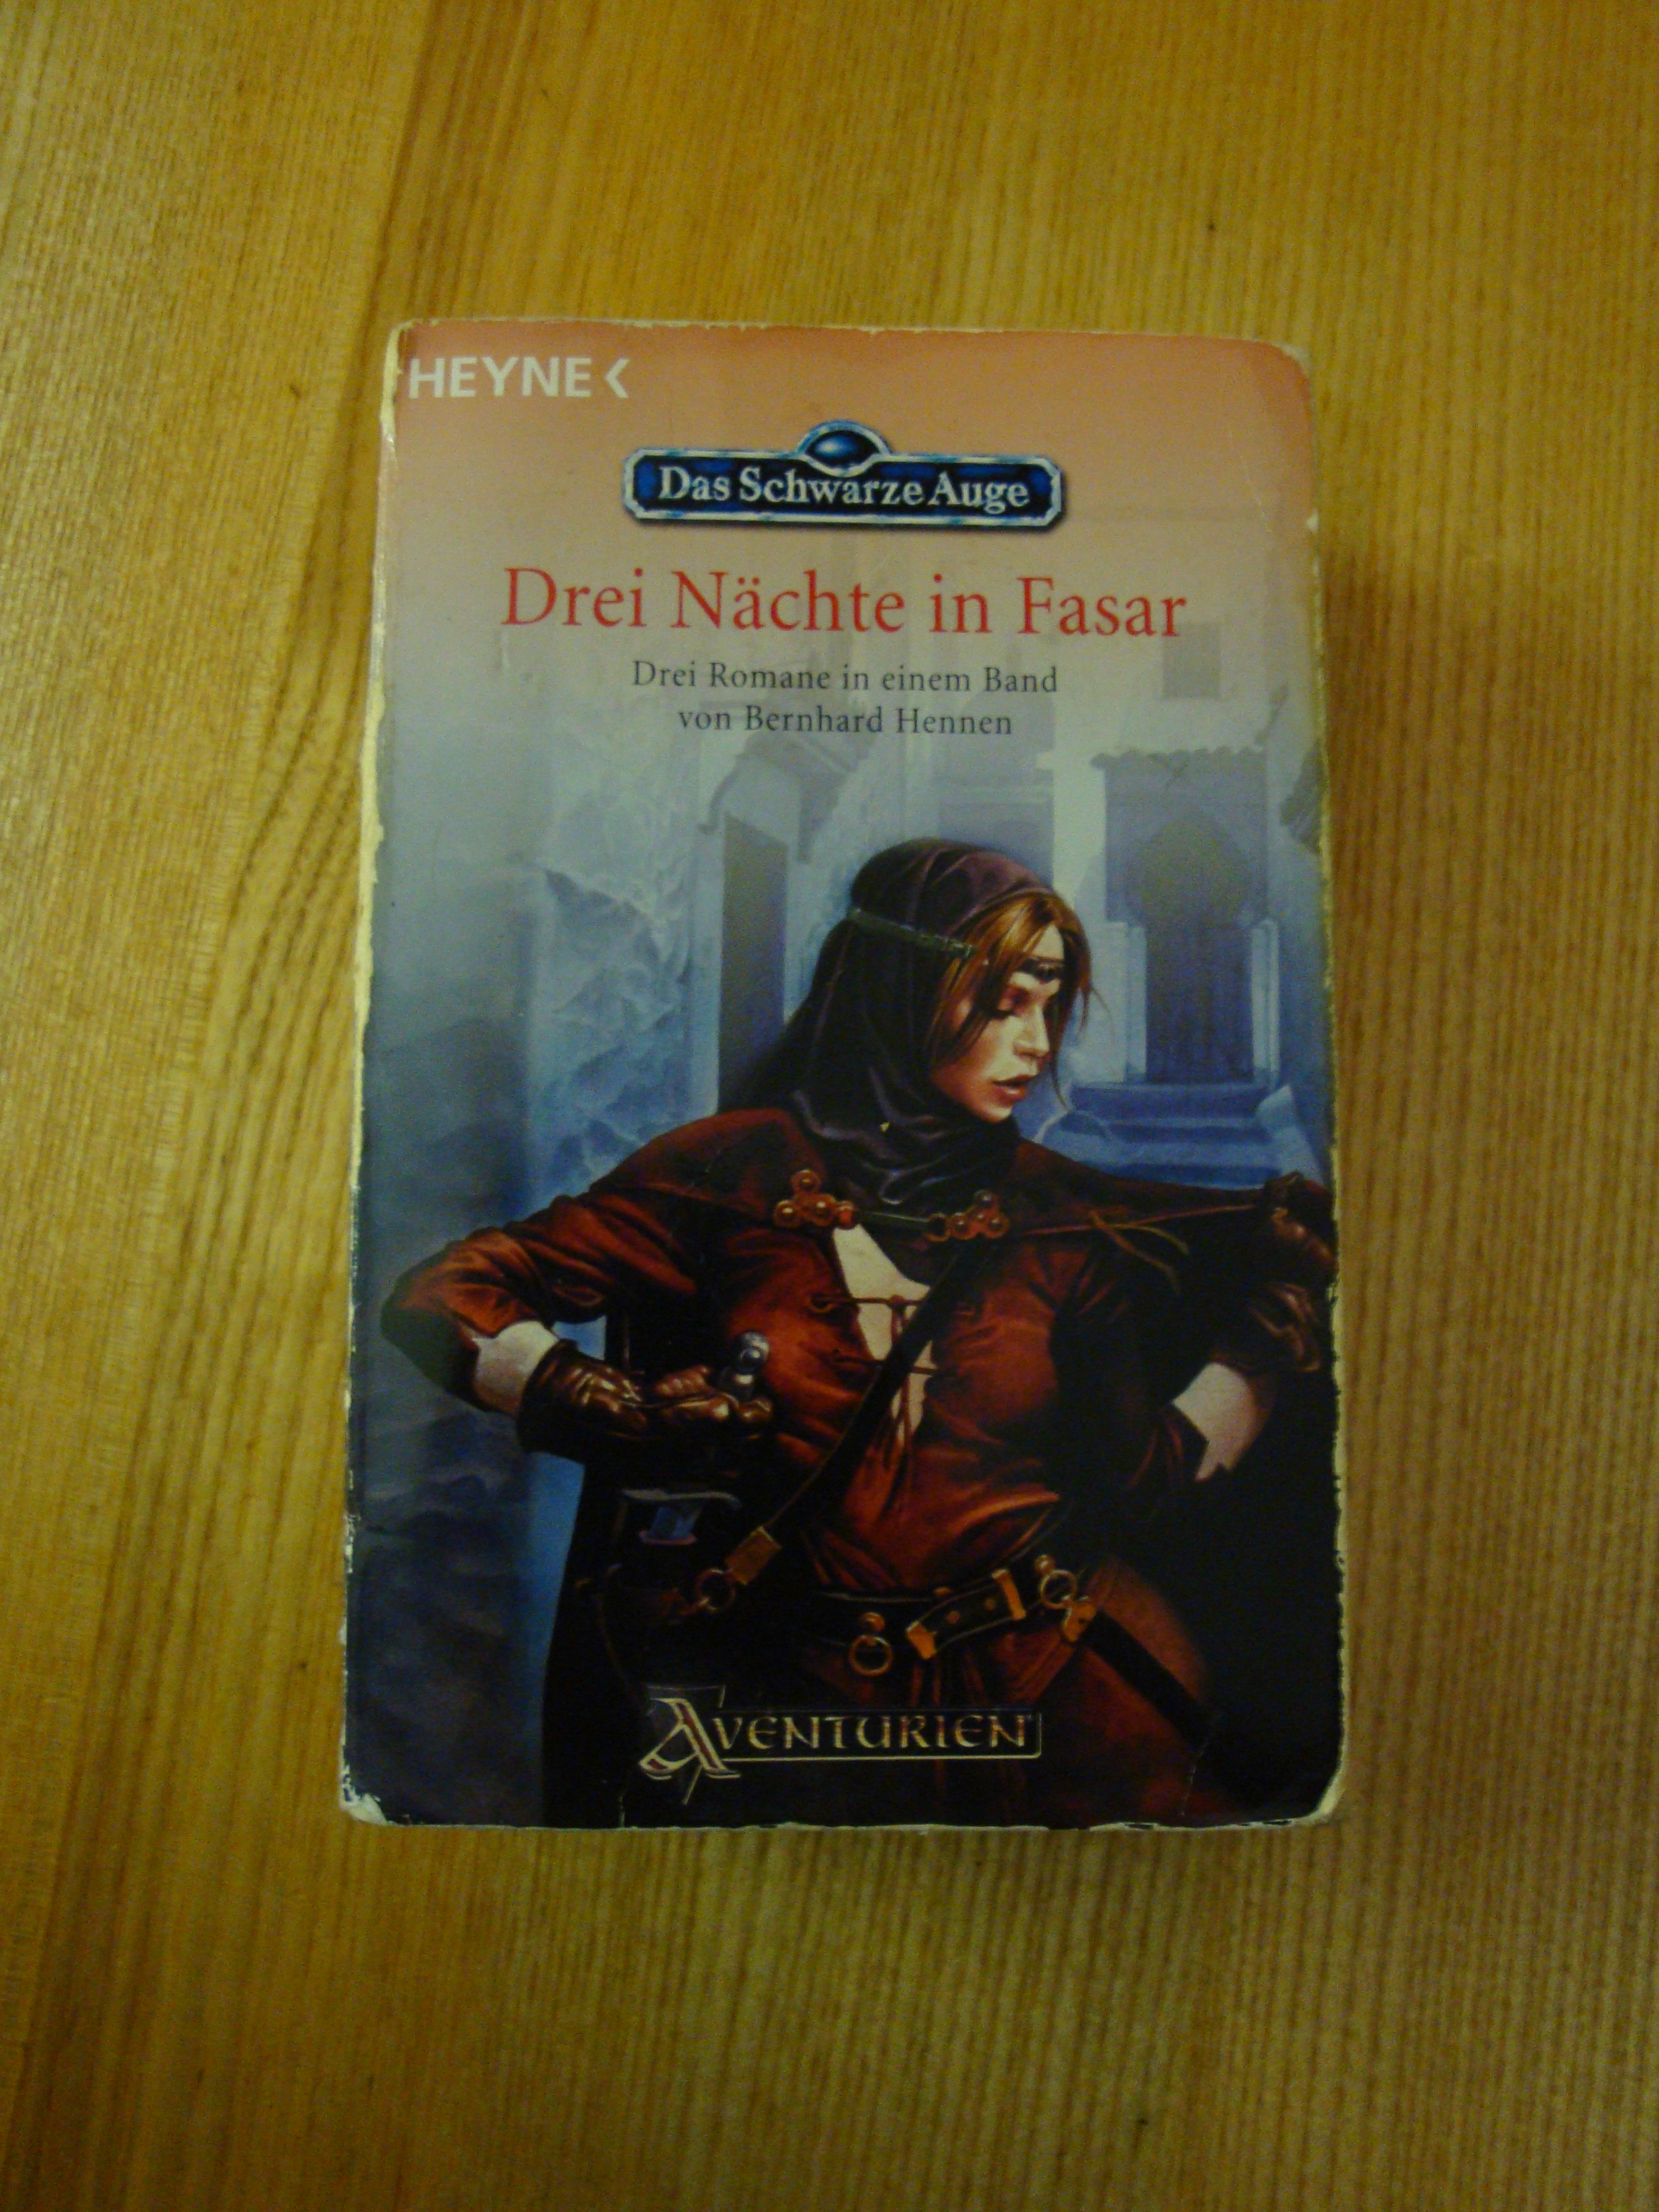 HEYNE
Das Schwarze Auge
Drei Nächte in Fasar
Drei Romane in einem Band
von Bernhard Hennen
AVENTURIEN